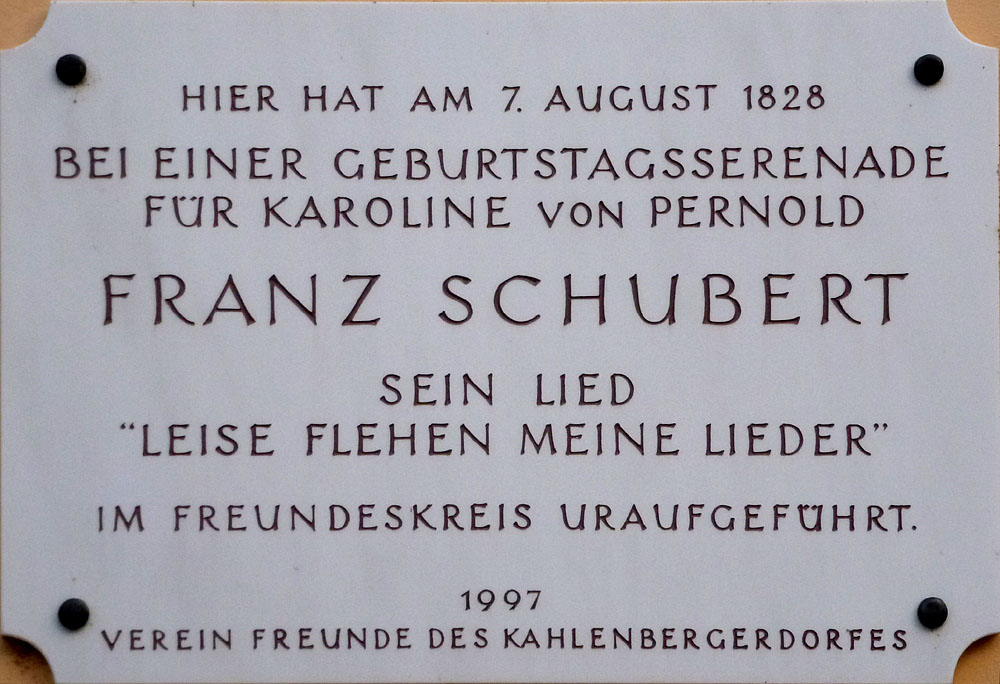 HIER HAT AM 7. AUGUST 1828
BEI EINER GEBURTSTAGSSERENADE
FÜR KAROLINE VON PERNOLD
FRANZ SCHUBERT
SEIN LIED
“LEISE FLEHEN MEINE LIEDER”
IM FREUNDESKREIS URAUFGEFÜHRT.
1997
VEREIN FREUNDE DES KAHLENBERGERDORFES